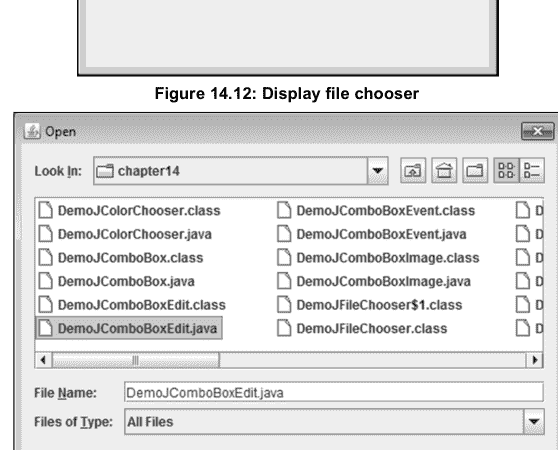 Figure 14.12: Display file chooser
Open
Look In: chapter14
DemoJColorChooser.class DemoJComboBoxEvent.class D
DemoJColorChooser.java DemoJComboBoxEvent.java D
DemoJComboBox.class DemoJComboBoxImage.class D
DemoJComboBox.java DemoJComboBoxImage.java D
DemoJComboBoxEdit.class DemoJFileChooser$1.class D
DemoJComboBoxEdit.java DemoJFileChooser.class D
File Name: DemoJComboBoxEdit.java
Files of Type: All Files